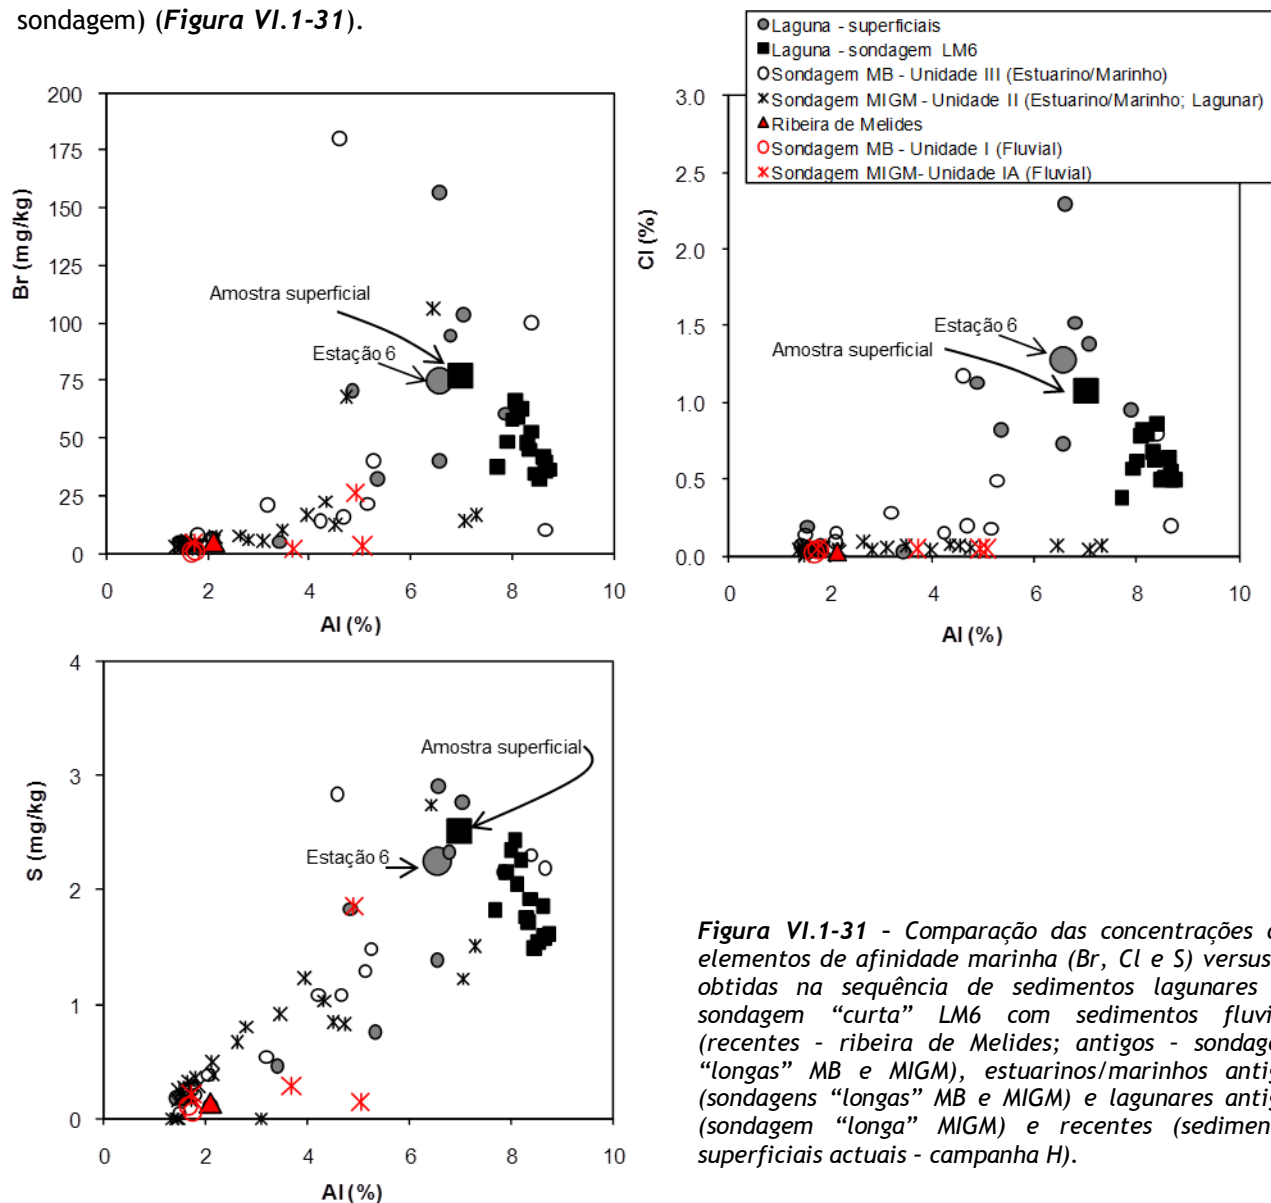 sondagem) (Figura VI.1-31).
Laguna - superficiais
Laguna - sondagem LM6
Sondagem MB - Unidade III (Estuarino/Marinho)
Sondagem MIGM - Unidade II (Estuarino/Marinho; Lagunar)
Ribeira de Melides
Sondagem MB - Unidade I (Fluvial)
Sondagem MIGM- Unidade IA (Fluvial)
200
175
150
125
100
75
50
25
0
Br (mg/kg)
Amostra superficial
Estação 6
0 2 4 6 8 10
Al (%)
3.0
2.5
2.0
1.5
1.0
0.5
0.0
Cl (%)
Estação 6
Amostra superficial
0 2 4 6 8 10
Al (%)
4
3
2
1
0
S (mg/kg)
Amostra superficial
Estação 6
0 2 4 6 8 10
Al (%)
Figura VI.1-31 - Comparação das concentrações
elementos de afinidade marinha (Br, Cl e S) versus
obtidas na sequência de sedimentos lagunares
sondagem “curta” LM6 com sedimentos fluvi
(recentes - ribeira de Melides; antigos - sondage
“longas” MB e MIGM), estuarinos/marinhos antig
(sondagens “longas” MB e MIGM) e lagunares antig
(sondagem “longa” MIGM) e recentes (sedimen
superficiais actuais - campanha H).